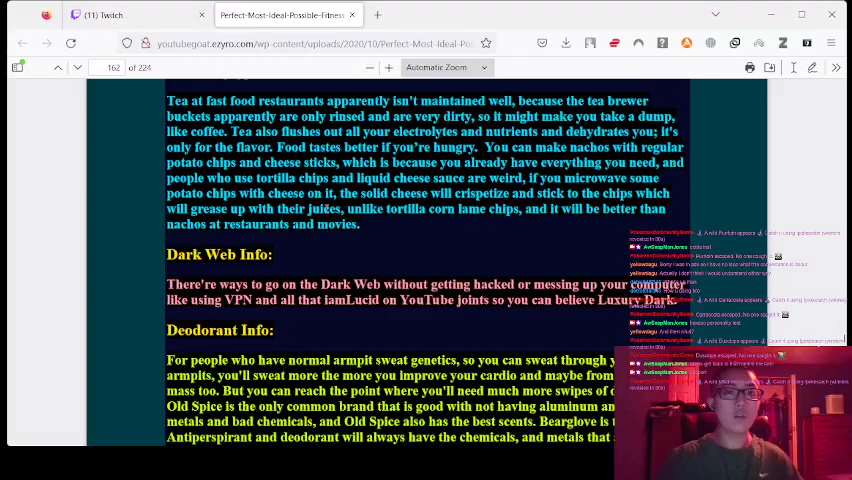 (11) Twitch
Perfect-Most-Ideal-Possible-Fitness
youtubegoat.ezyro.com/wp-content/uploads/2020/10/Perfect-Most-Ideal-Po
162 of 224
Automatic Zoom
Tea at fast food restaurants apparently isn't maintained well, because the tea brewer
buckets apparently are only rinsed and are very dirty, so it might make you take a dump,
like coffee. Tea also flushes out all your electrolytes and nutrients and dehydrates you; it's
only for the flavor. Food tastes better if you're hungry. You can make nachos with regular
potato chips and cheese sticks, which is because you already have everything you need, and
people who use tortilla chips and liquid cheese sauce are weird, if you microwave some
potato chips with cheese on it, the solid cheese will crispetize and stick to the chips which
will grease up with their juices, unlike tortilla corn lame chips, and it will be better than
nachos at restaurants and movies.
Dark Web Info:
There're ways to go on the Dark Web without getting hacked or messing up your computer
like using VPN and all that iamLucid on YouTube joints so you can believe Luxury Dark.
Deodorant Info:
For people who have normal armpit sweat genetics, so you can sweat through y
armpits, you'll sweat more the more you improve your cardio and maybe from
mass too. But you can reach the point where you'll need much more swipes of d
Old Spice is the only common brand that is good with not having aluminum an
metals and bad chemicals, and Old Spice also has the best scents. Bearglove is t
Antiperspirant and deodorant will always have the chemicals, and metals that